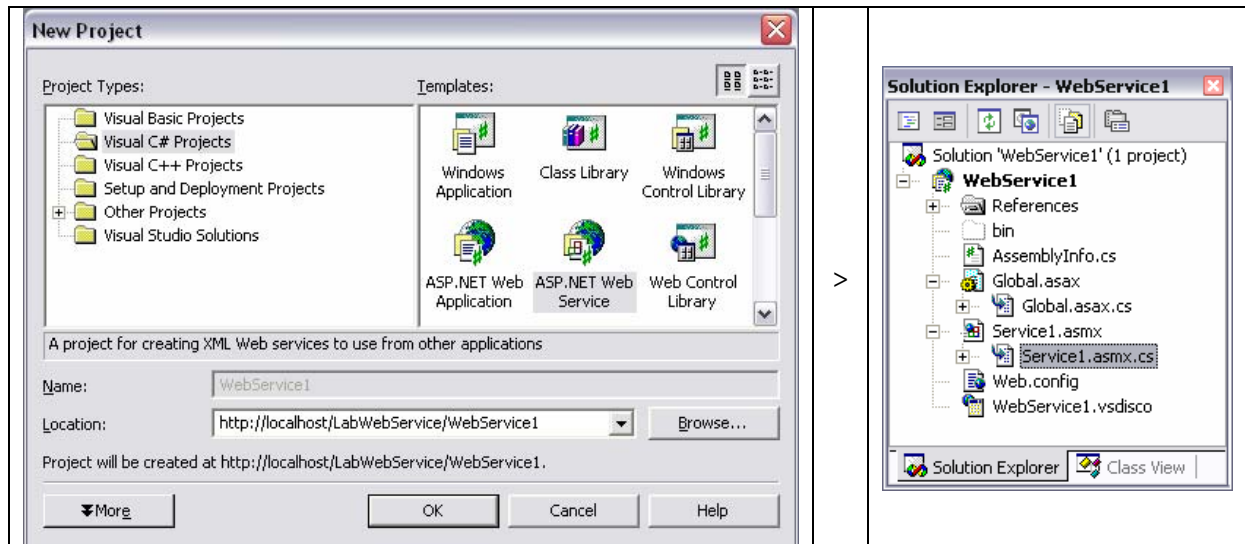 New Project
Project Types:
Templates:
Visual Basic Projects
Visual C# Projects
Visual C++ Projects
Setup and Deployment Projects
Other Projects
Visual Studio Solutions
Windows
Application
Class Library
Windows
Control Library
ASP.NET Web
Application
ASP.NET Web
Service
Web Control
Library
A project for creating XML Web services to use from other applications
Name:
WebService1
Location:
http://localhost/LabWebService/WebService1
Browse...
Project will be created at http://localhost/LabWebService/WebService1.
More
OK
Cancel
Help
>
Solution Explorer - WebService1
Solution 'WebService1' (1 project)
WebService1
References
bin
AssemblyInfo.cs
Global.asax
Global.asax.cs
Service1.asmx
Service1.asmx.cs
Web.config
WebService1.vsdisco
Solution Explorer
Class View